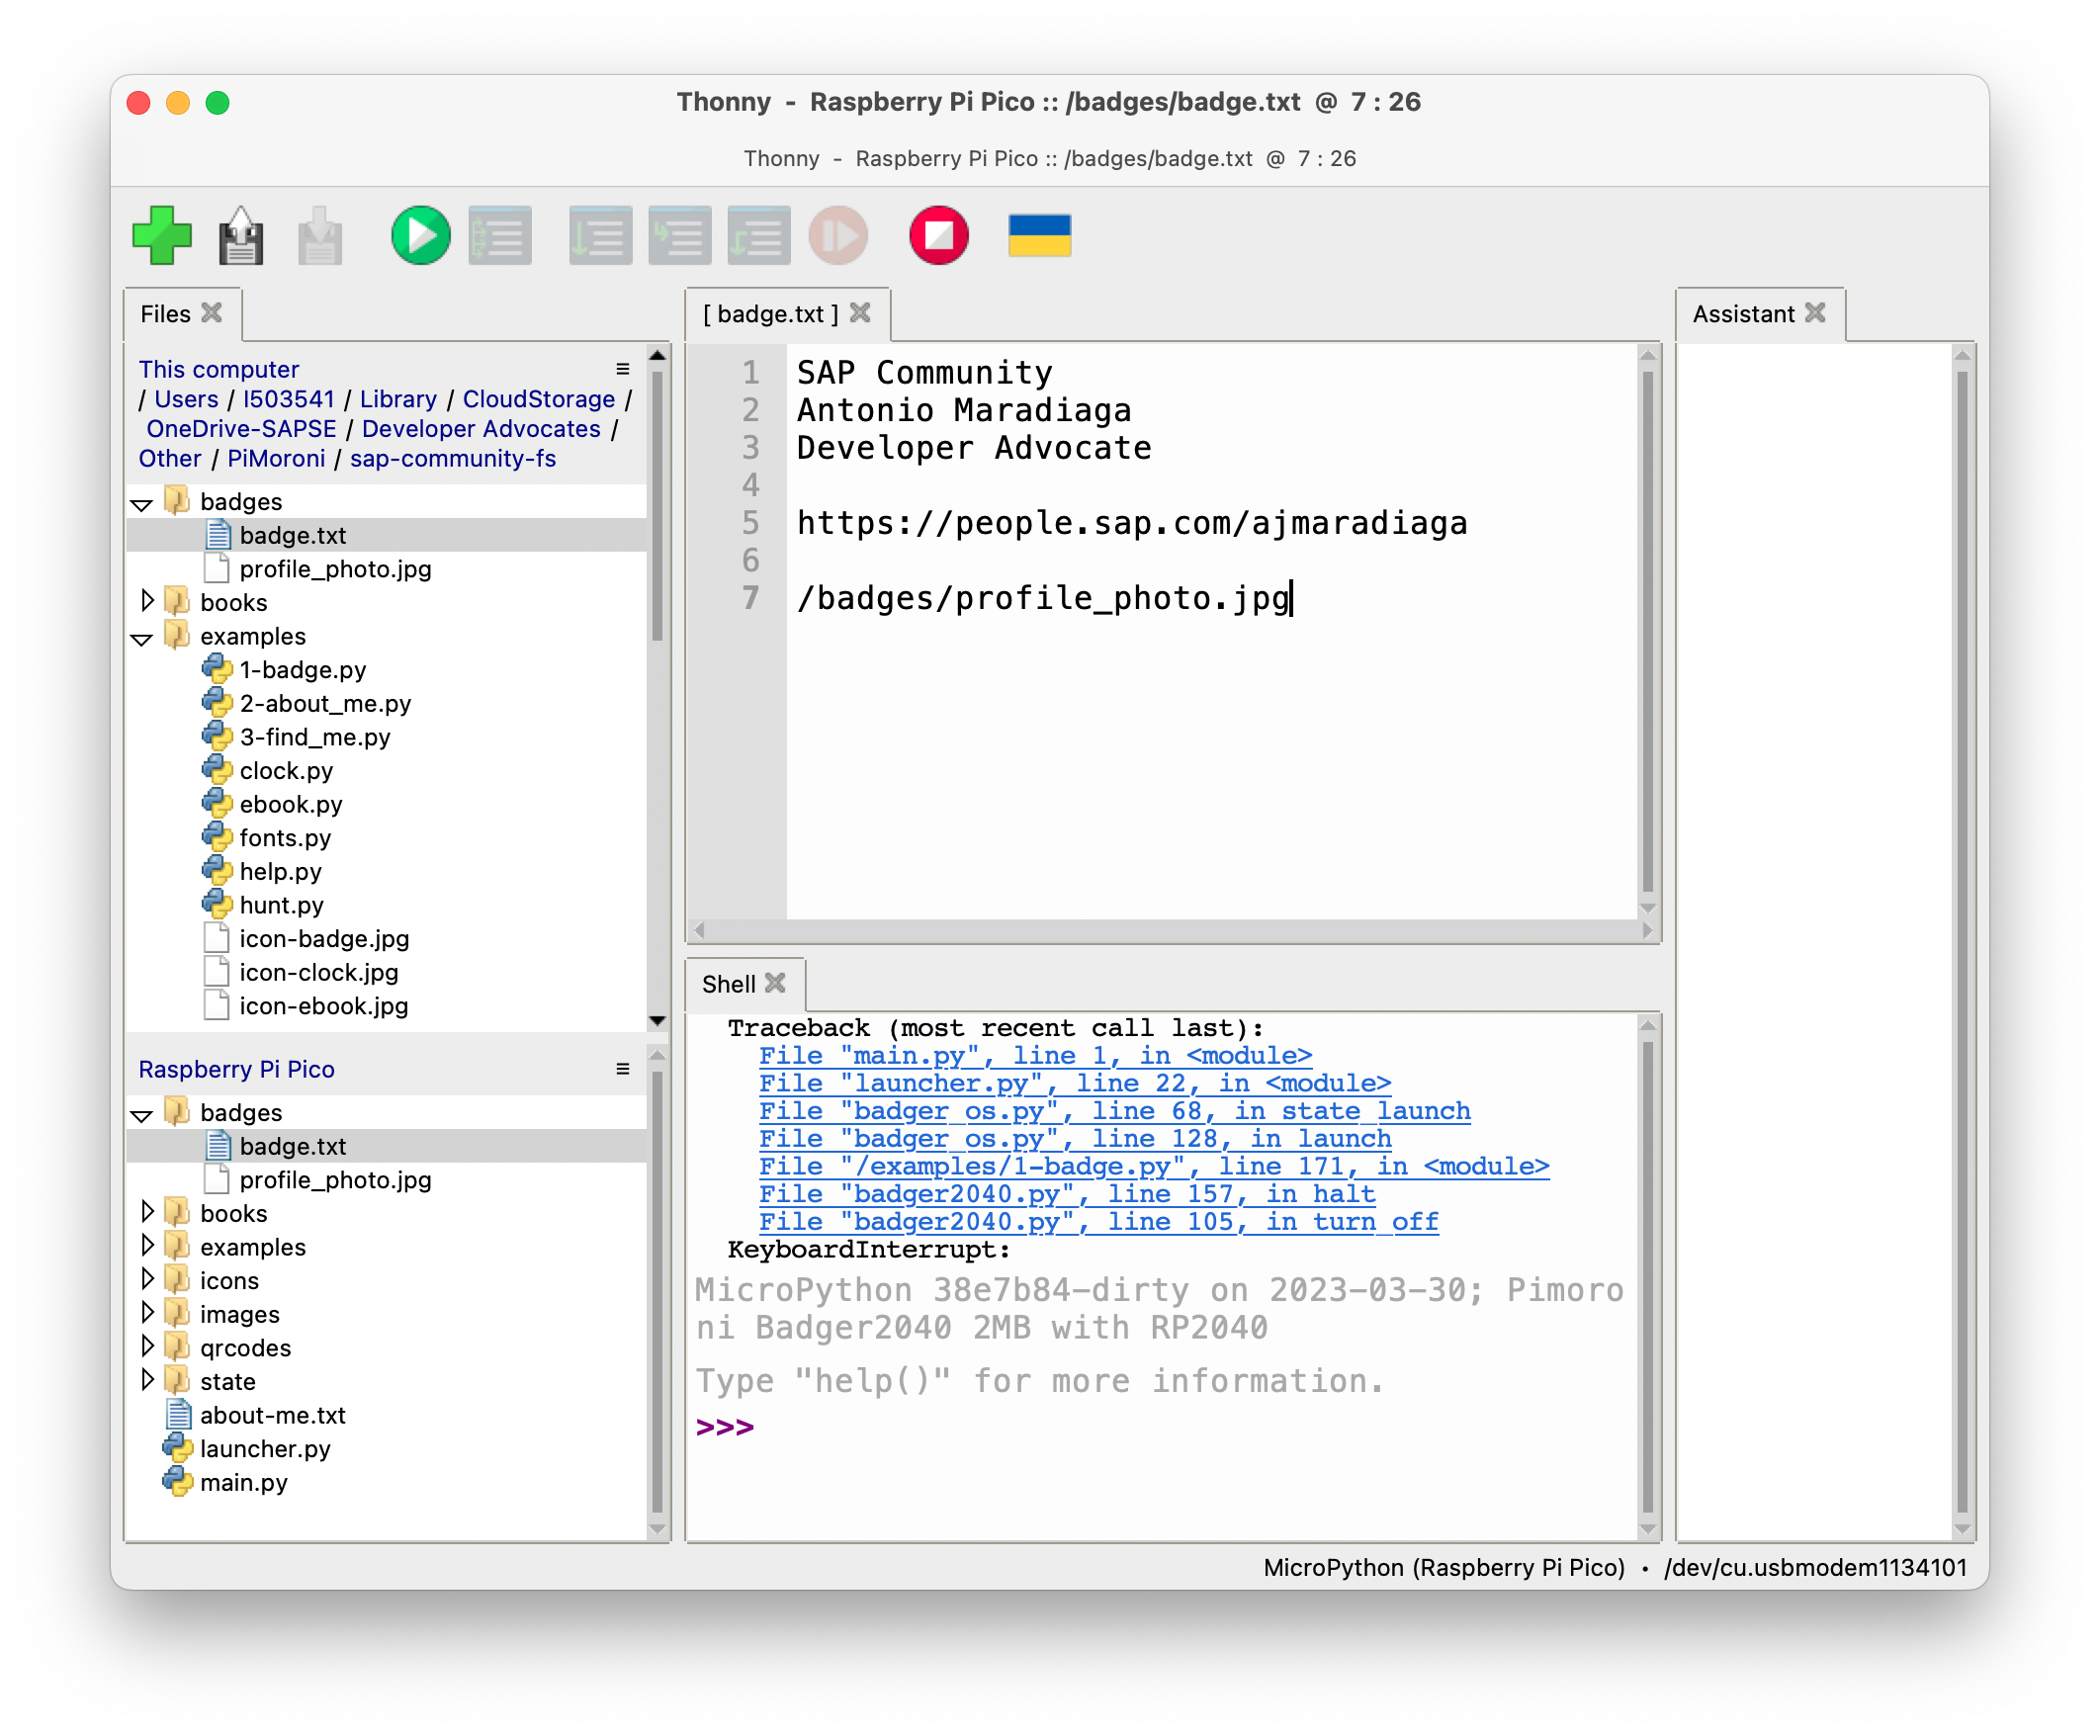 Thonny - Raspberry Pi Pico :: /badges/badge.txt @ 7 : 26
Thonny - Raspberry Pi Pico :: /badges/badge.txt @ 7 : 26
Files
This computer
/ Users / I503541 / Library / CloudStorage /
OneDrive-SAPSE / Developer Advocates /
Other / PiMoroni / sap-community-fs
badges
badge.txt
profile_photo.jpg
books
examples
1-badge.py
2-about_me.py
3-find_me.py
clock.py
ebook.py
fonts.py
help.py
hunt.py
icon-badge.jpg
icon-clock.jpg
icon-ebook.jpg
Raspberry Pi Pico
badges
badge.txt
profile_photo.jpg
books
examples
icons
images
qrcodes
state
about-me.txt
launcher.py
main.py
[ badge.txt ]
1 SAP Community
2 Antonio Maradiaga
3 Developer Advocate
4
5 https://people.sap.com/ajmaradiaga
6
7 /badges/profile_photo.jpg
Shell
Traceback (most recent call last):
File "main.py", line 1, in <module>
File "launcher.py", line 22, in <module>
File "badger_os.py", line 68, in state_launch
File "badger_os.py", line 128, in launch
File "/examples/1-badge.py", line 171, in <module>
File "badger2040.py", line 157, in halt
File "badger2040.py", line 105, in turn_off
KeyboardInterrupt:
MicroPython 38e7b84-dirty on 2023-03-30; Pimoro
ni Badger2040 2MB with RP2040
Type "help()" for more information.
>>>
Assistant
MicroPython (Raspberry Pi Pico) • /dev/cu.usbmodem1134101